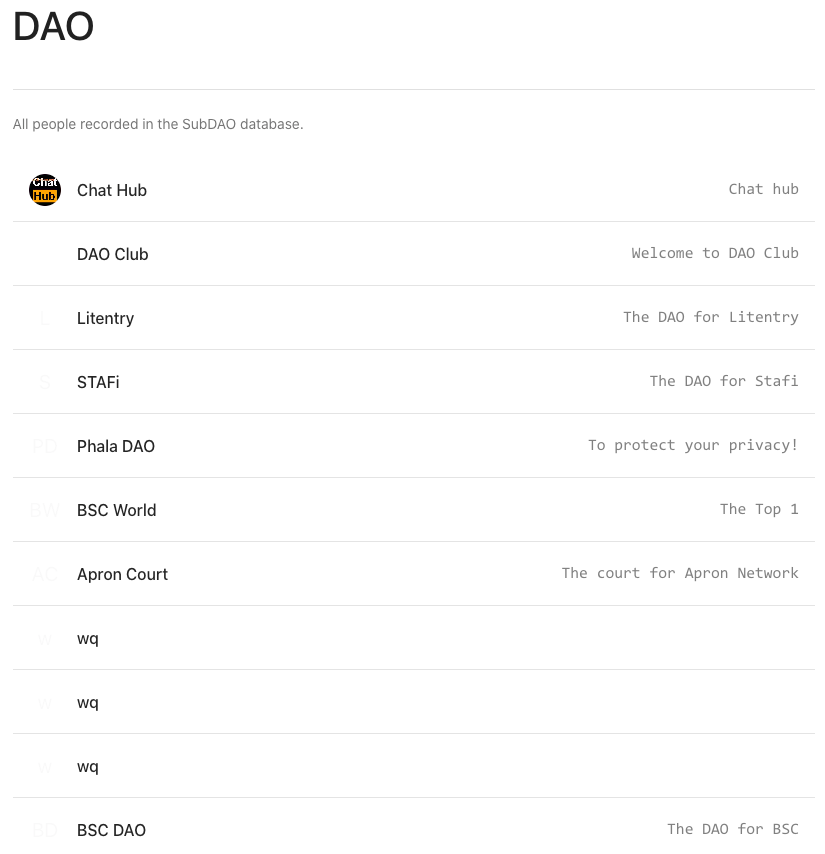 DAO
All people recorded in the SubDAO database.
Chat
Hub
Chat Hub
Chat hub
DAO Club
Welcome to DAO Club
L
Litentry
The DAO for Litentry
S
STAFi
The DAO for Stafi
PD
Phala DAO
To protect your privacy!
BW
BSC World
The Top 1
AC
Apron Court
The court for Apron Network
w
wq
w
wq
w
wq
BD
BSC DAO
The DAO for BSC